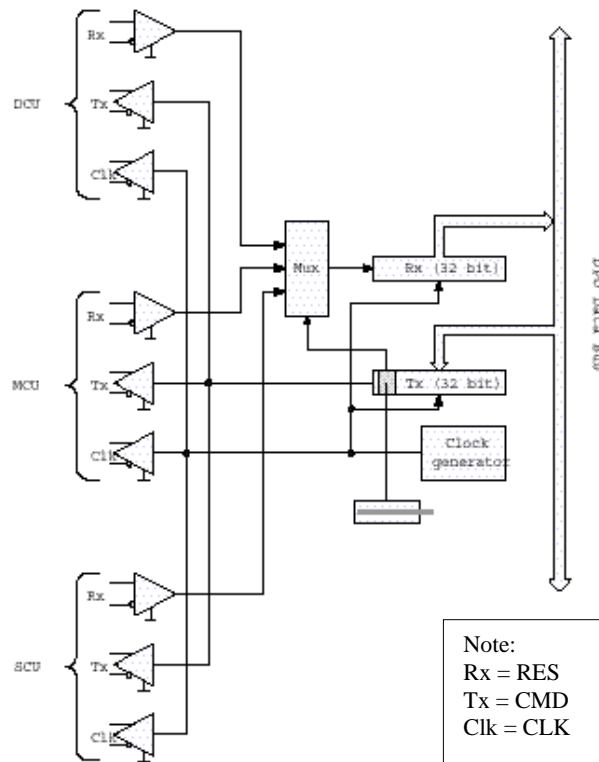 Rx
DCU
Tx
Clk
Mux
Rx (32 bit)
Rx
MCU
Tx
Tx (32 bit)
Clk
Clock
generator
Rx
SCU
Tx
Clk
Note:
Rx = RES
Tx = CMD
Clk = CLK